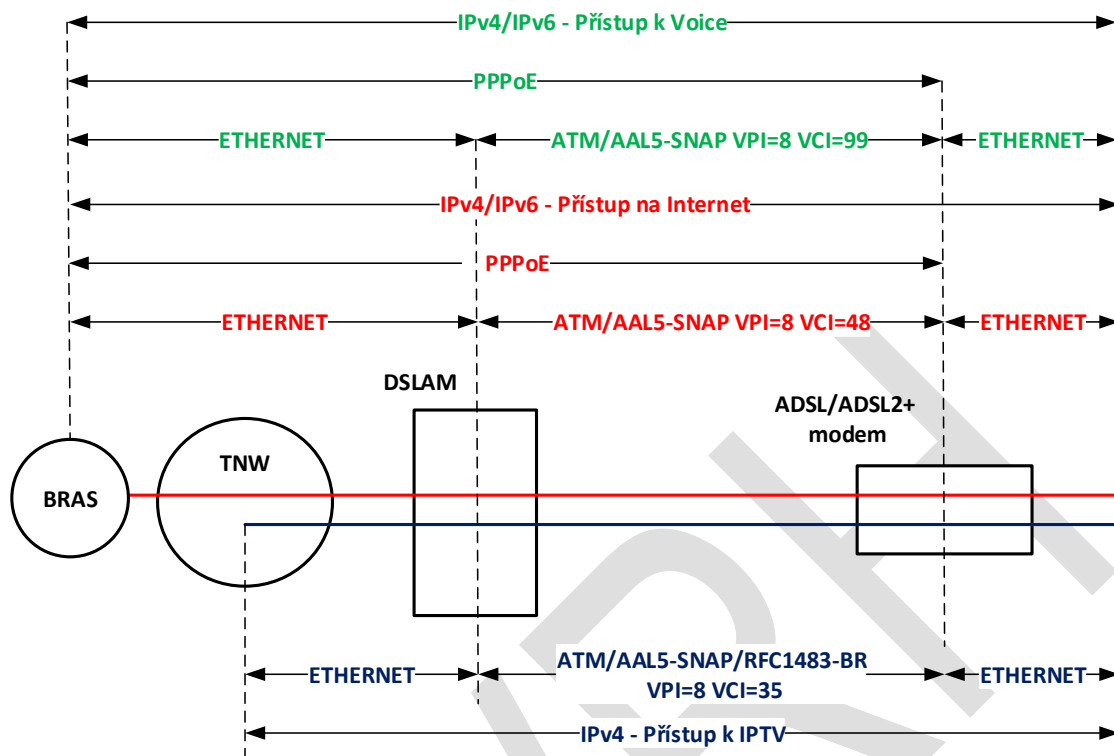 IPv4/IPv6 - Přístup k Voice
PPPoE
ETHERNET
ATM/AAL5-SNAP VPI=8 VCI=99
ETHERNET
IPv4/IPv6 - Přístup na Internet
PPPoE
ETHERNET
ATM/AAL5-SNAP VPI=8 VCI=48
ETHERNET
DSLAM
ADSL/ADSL2+
modem
TNW
BRAS
ETHERNET
ATM/AAL5-SNAP/RFC1483-BR
VPI=8 VCI=35
ETHERNET
IPv4 - Přístup k IPTV